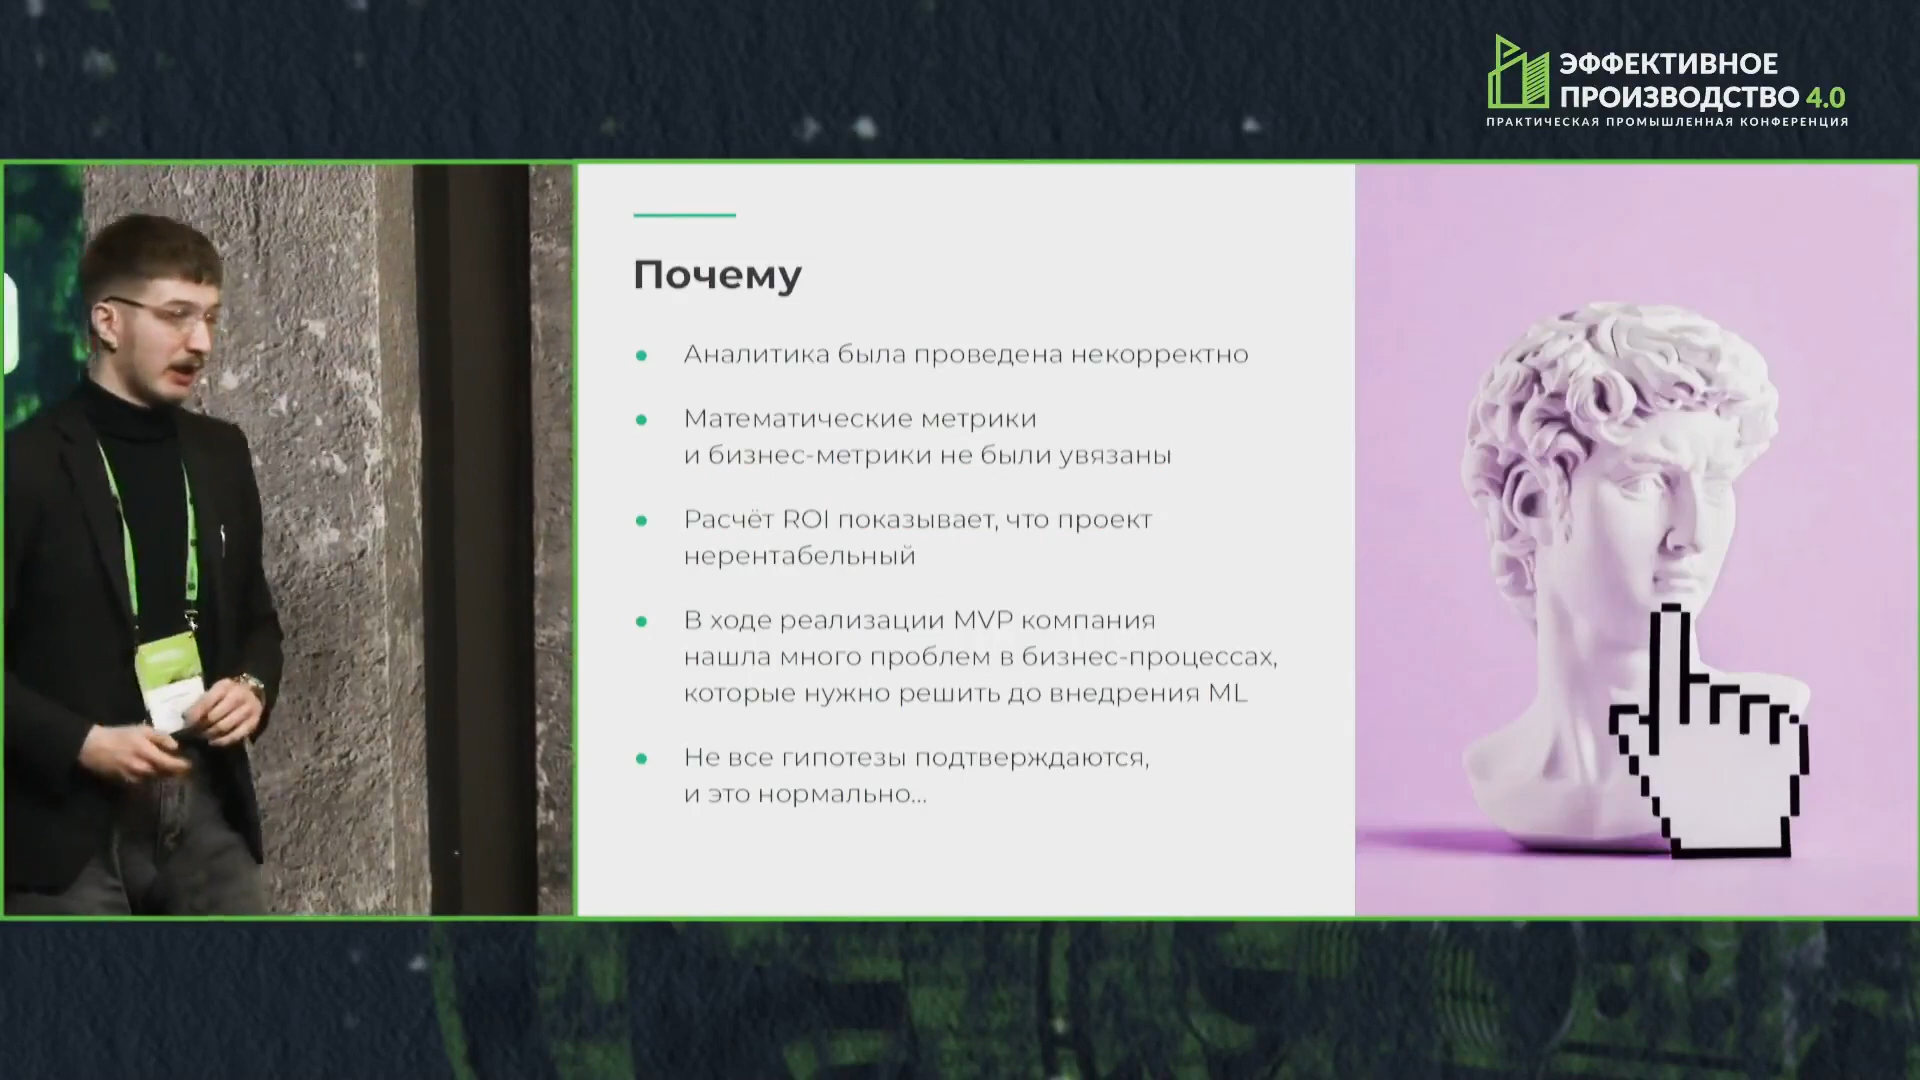 ЭФФЕКТИВНОЕ
ПРОИЗВОДСТВО 4.0
ПРАКТИЧЕСКАЯ ПРОМЫШЛЕННАЯ КОНФЕРЕНЦИЯ
Почему
Аналитика была проведена некорректно
Математические метрики
и бизнес-метрики не были увязаны
Расчёт ROI показывает, что проект
нерентабельный
В ходе реализации MVP компания
нашла много проблем в бизнес-процессах,
которые нужно решить до внедрения ML
Не все гипотезы подтверждаются,
и это нормально...